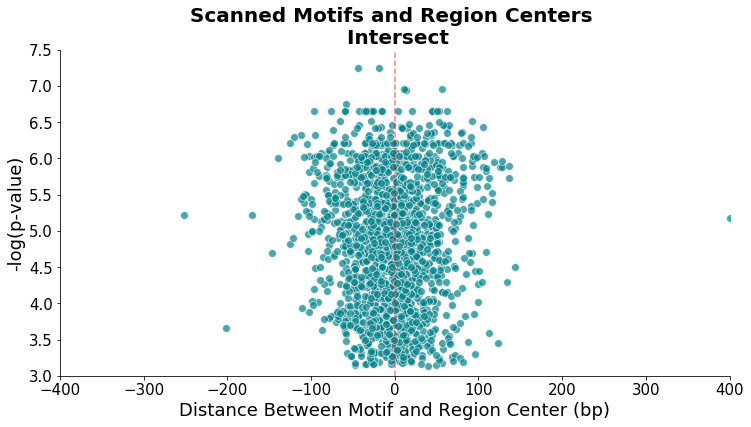 Scanned Motifs and Region Centers
Intersect
-log(p-value)
7.5
7.0
6.5
6.0
5.5
5.0
4.5
4.0
3.5
3.0
−400 −300 −200 −100 0 100 200 300 400
Distance Between Motif and Region Center (bp)